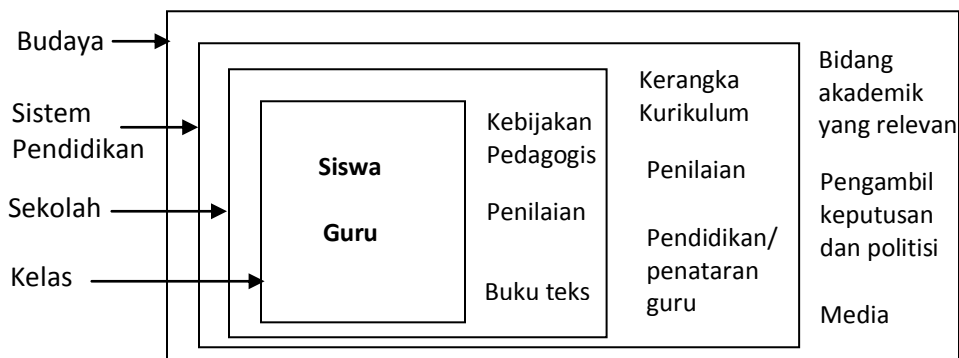 Budaya
Sistem
Pendidikan
Sekolah
Kelas
Siswa
Guru
Kebijakan
Pedagogis
Penilaian
Buku teks
Kerangka
Kurikulum
Penilaian
Pendidikan/
penataran
guru
Bidang
akademik
yang relevan
Pengambil
keputusan
dan politisi
Media